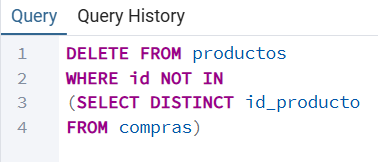 Query Query History
1 DELETE FROM productos
2 WHERE id NOT IN
3 (SELECT DISTINCT id_producto
4 FROM compras)